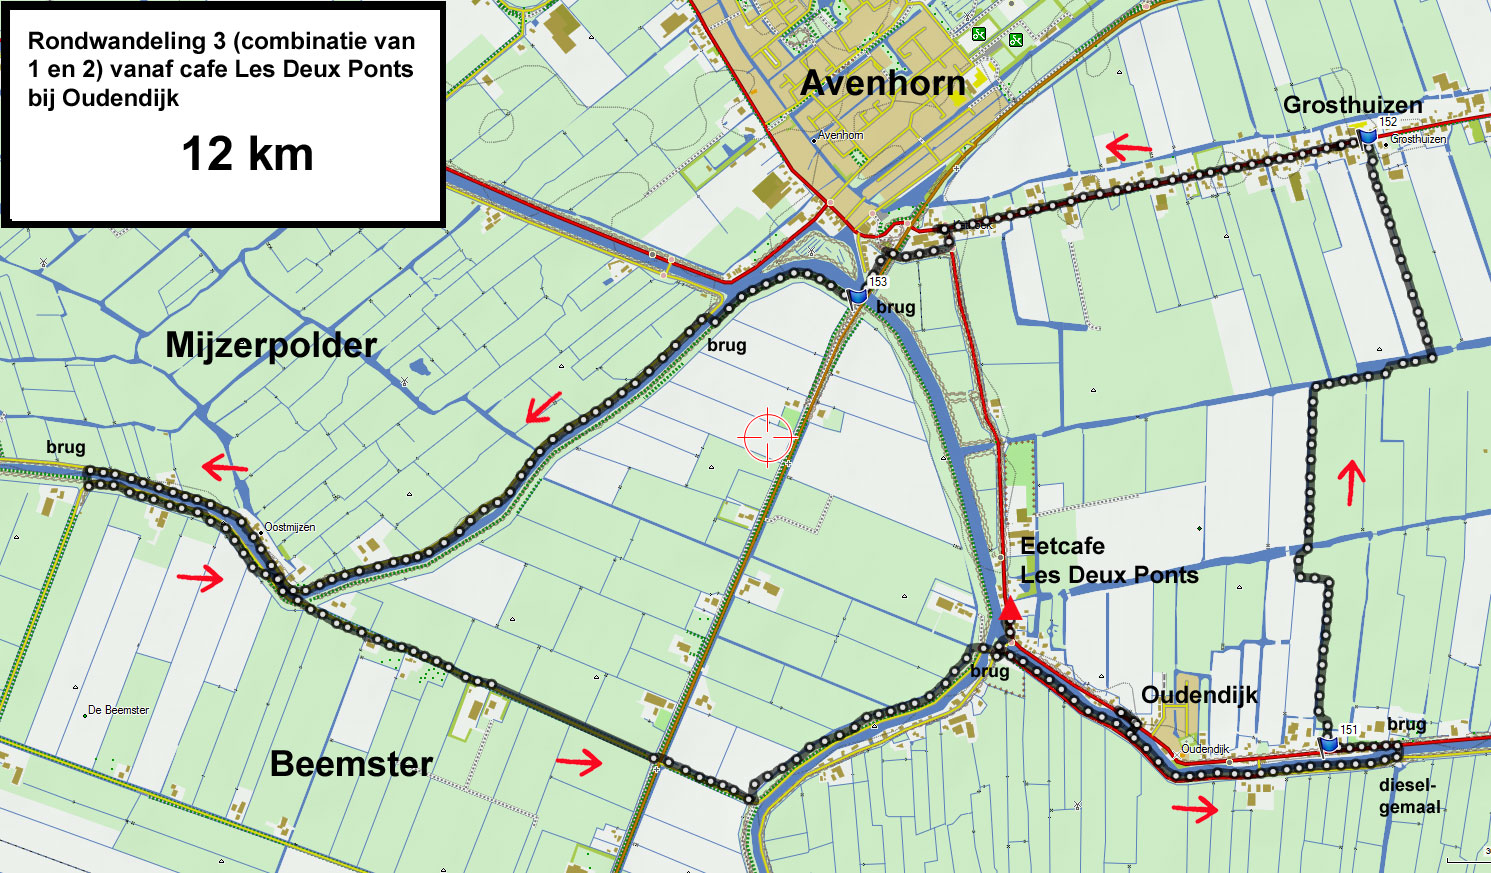 Rondwandeling 3 (combinatie van
1 en 2) vanaf cafe Les Deux Ponts
bij Oudendijk
12 km
Avenhorn
Avenhorn
Grosthuizen
152
Grosthuizen
153
brug
brug
Mijzerpolder
brug
Oostmijzen
Eetcafe
Les Deux Ponts
brug
Oudendijk
De Beemster
151
brug
Oudendijk
Beemster
diesel-
gemaal